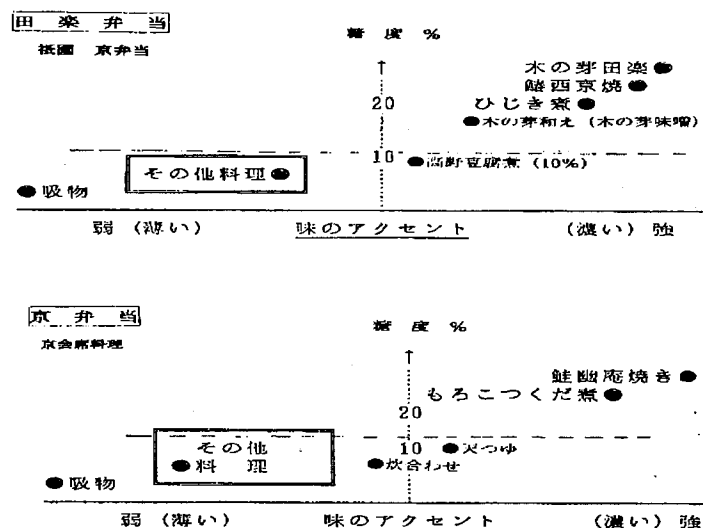 田楽弁当
祇園 京弁当
糖度 %
木の芽田楽
鰆西京焼
20
ひじき煮
木の芽和え (木の芽味噌)
10
高野豆腐煮 (10%)
その他料理
吸物
弱 (薄い)
味のアクセント
(濃い) 強
京弁当
京会席料理
糖度 %
鮭幽庵焼き
もろこつくだ煮
20
その他
10
天つゆ
料理
炊合わせ
吸物
弱 (薄い)
味のアクセント
(濃い) 強